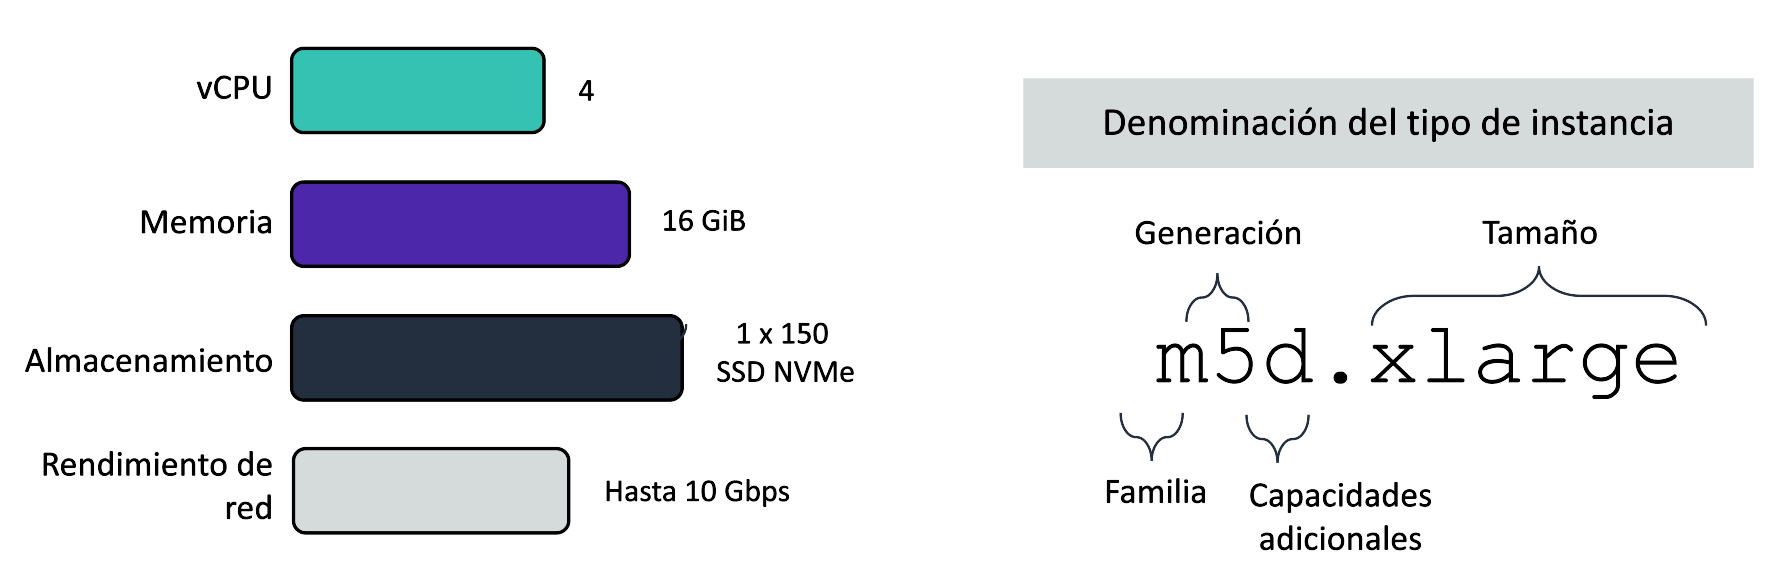 vCPU
4
Memoria
16 GiB
Almacenamiento
1 x 150
SSD NVMe
Rendimiento de
red
Hasta 10 Gbps
Denominación del tipo de instancia
Generación
Tamaño
m5d.xlarge
Familia
Capacidades
adicionales